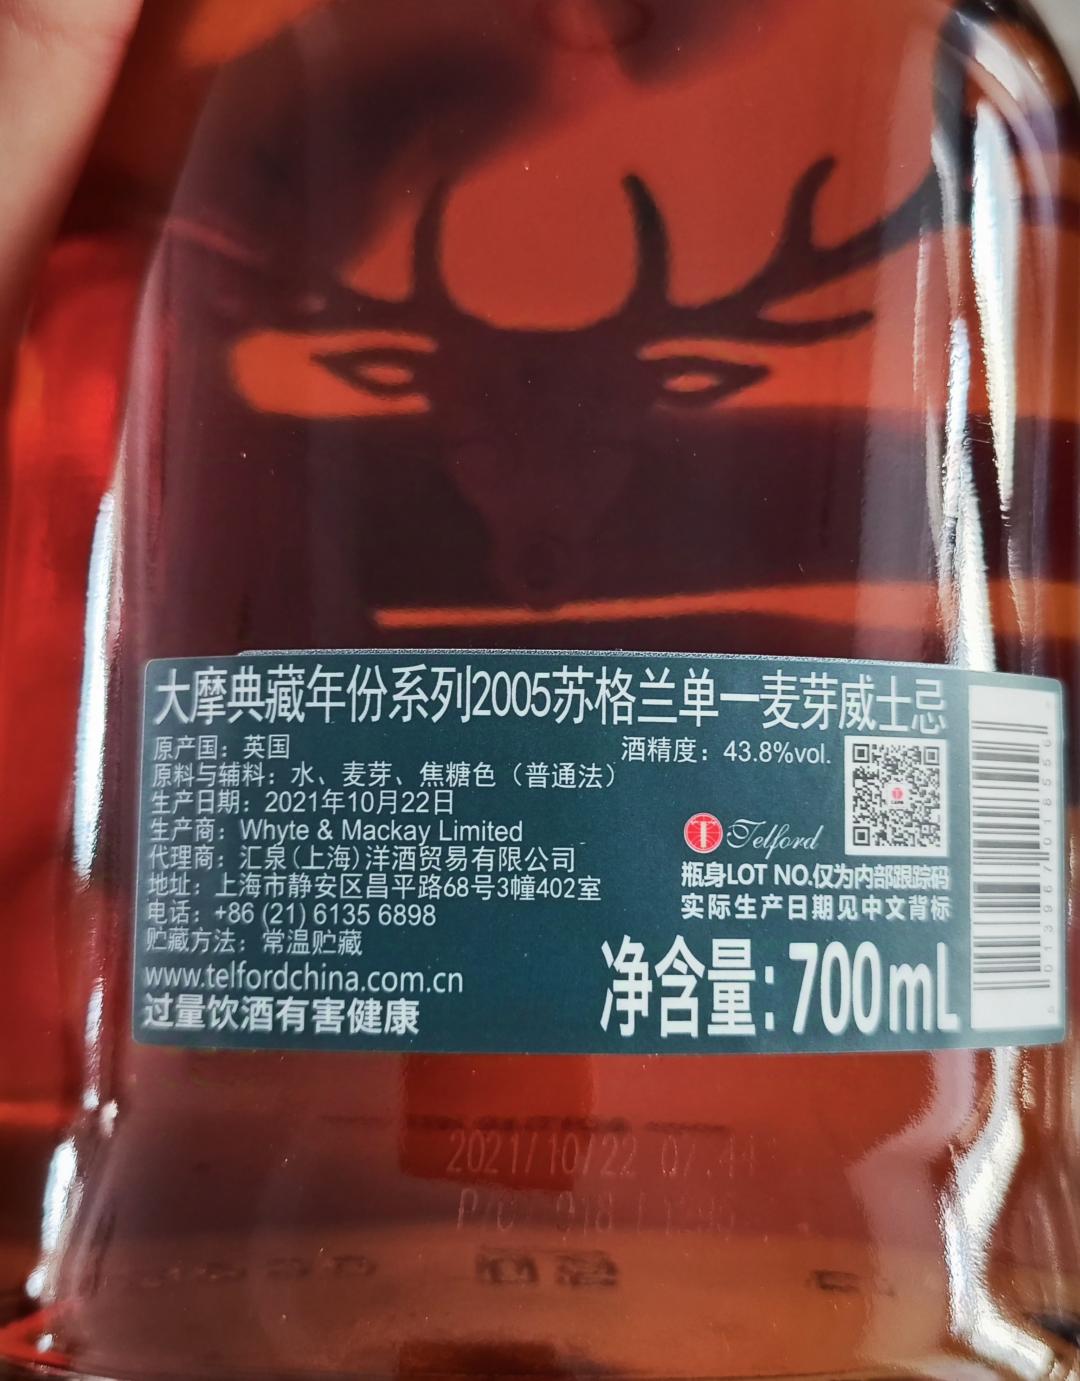 大摩典藏年份系列2005苏格兰单一麦芽威士忌
原产国：英国
酒精度：43.8%vol.
原料与辅料：水、麦芽、焦糖色（普通法）
生产日期：2021年10月22日
生产商：Whyte & Mackay Limited
代理商：汇泉(上海)洋酒贸易有限公司
地址：上海市静安区昌平路68号3幢402室
电话：+86 (21) 6135 6898
贮藏方法：常温贮藏
www.telfordchina.com.cn
过量饮酒有害健康
Telford
瓶身LOT NO.仅为内部跟踪码
实际生产日期见中文背标
净含量：700mL
2021/10/22 07.44